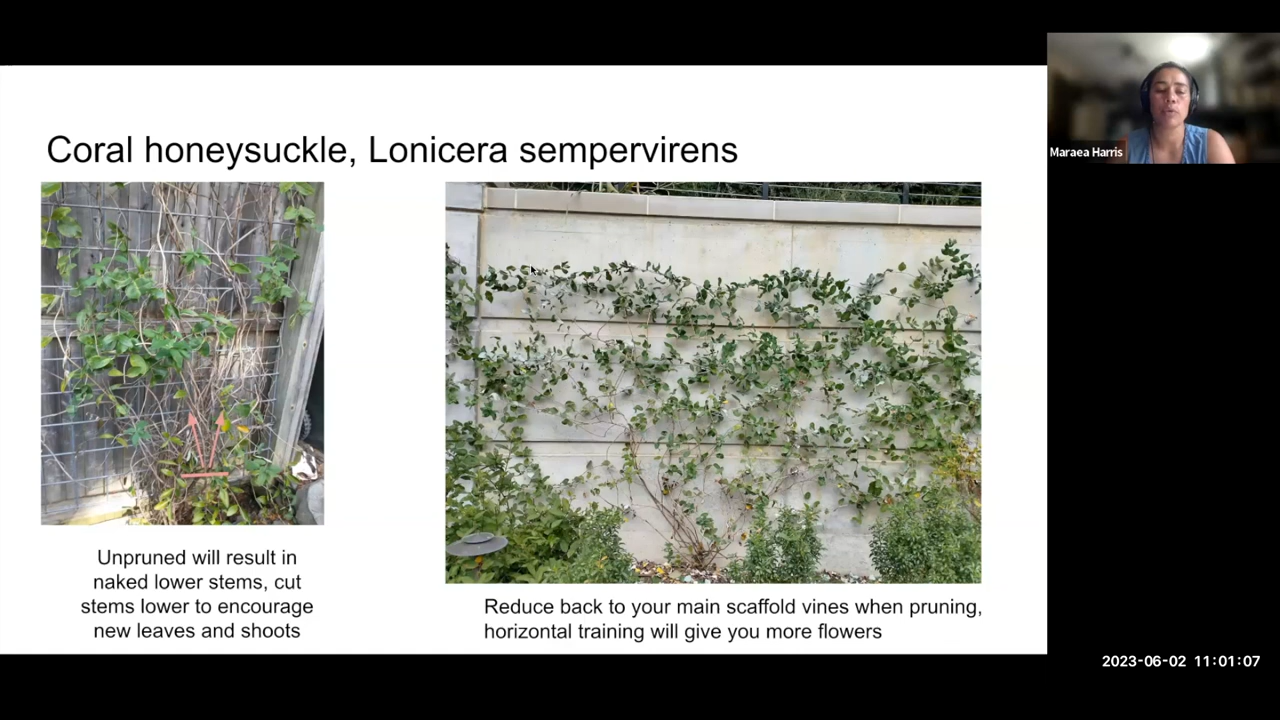 Coral honeysuckle, Lonicera sempervirens
Unpruned will result in
naked lower stems, cut
stems lower to encourage
new leaves and shoots
Reduce back to your main scaffold vines when pruning,
horizontal training will give you more flowers
Maraea Harris
2023-06-02 11:01:07